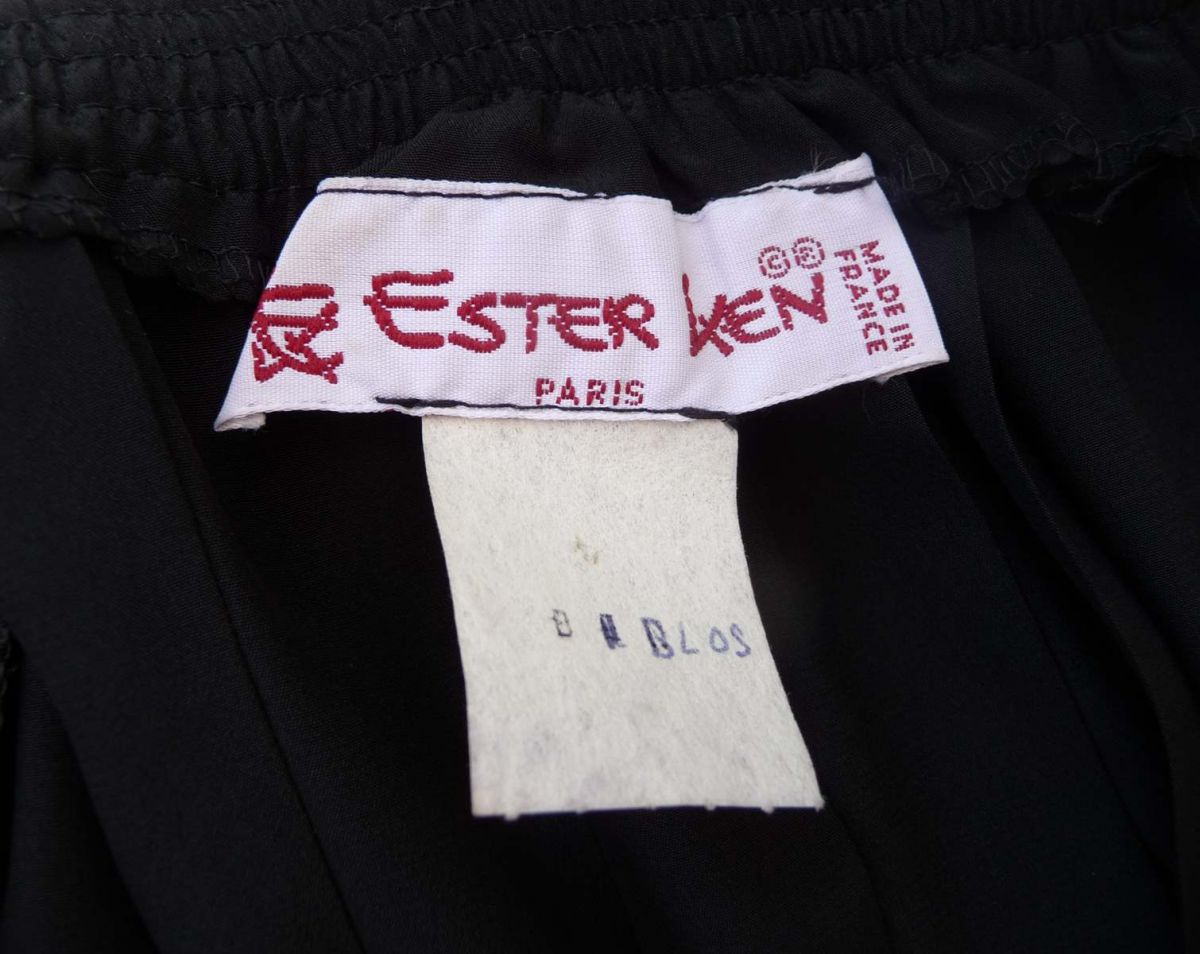 ESTER KEN © ®
PARIS
MADE IN
FRANCE
BLOS